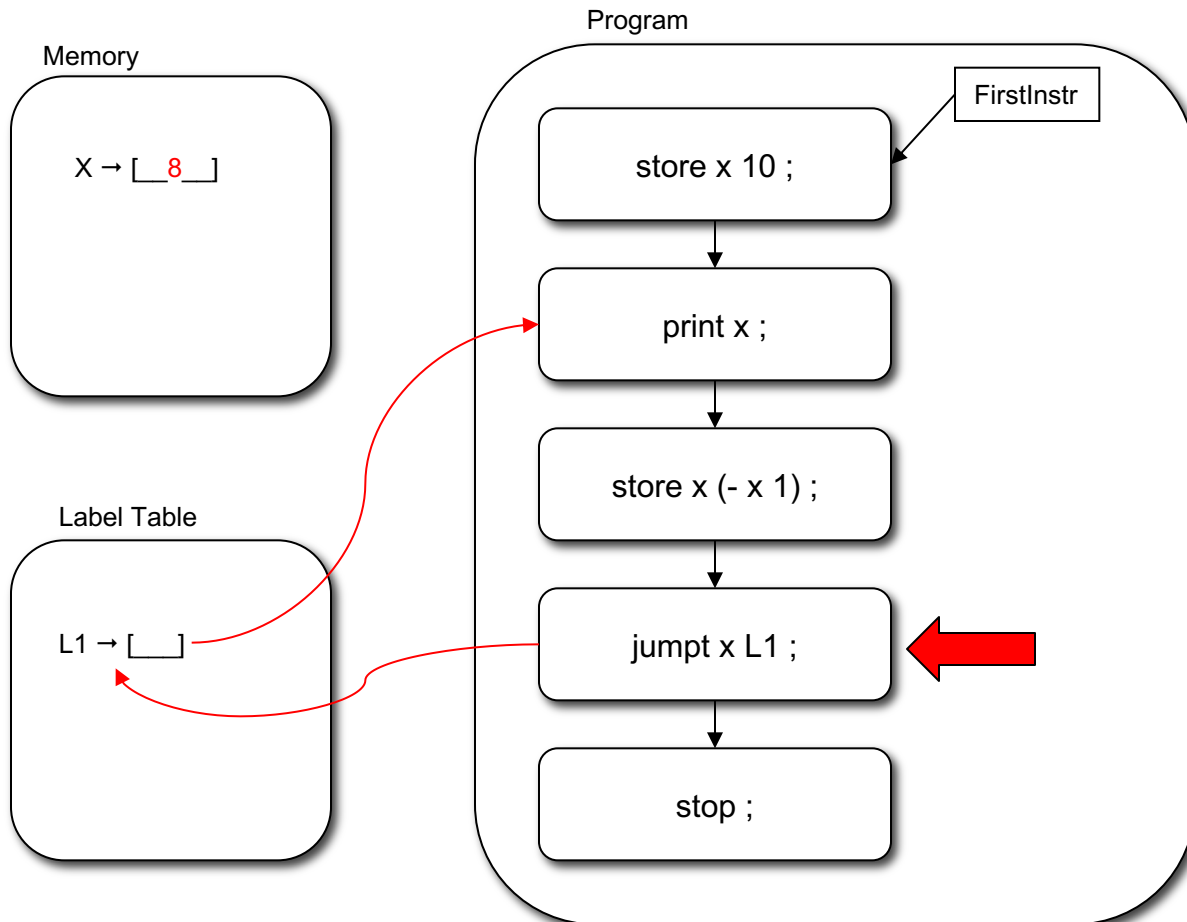 Program
Memory
FirstInstr
X → [__8__]
store x 10 ;
print x ;
store x (- x 1) ;
Label Table
L1 → [___]
jumpt x L1 ;
stop ;